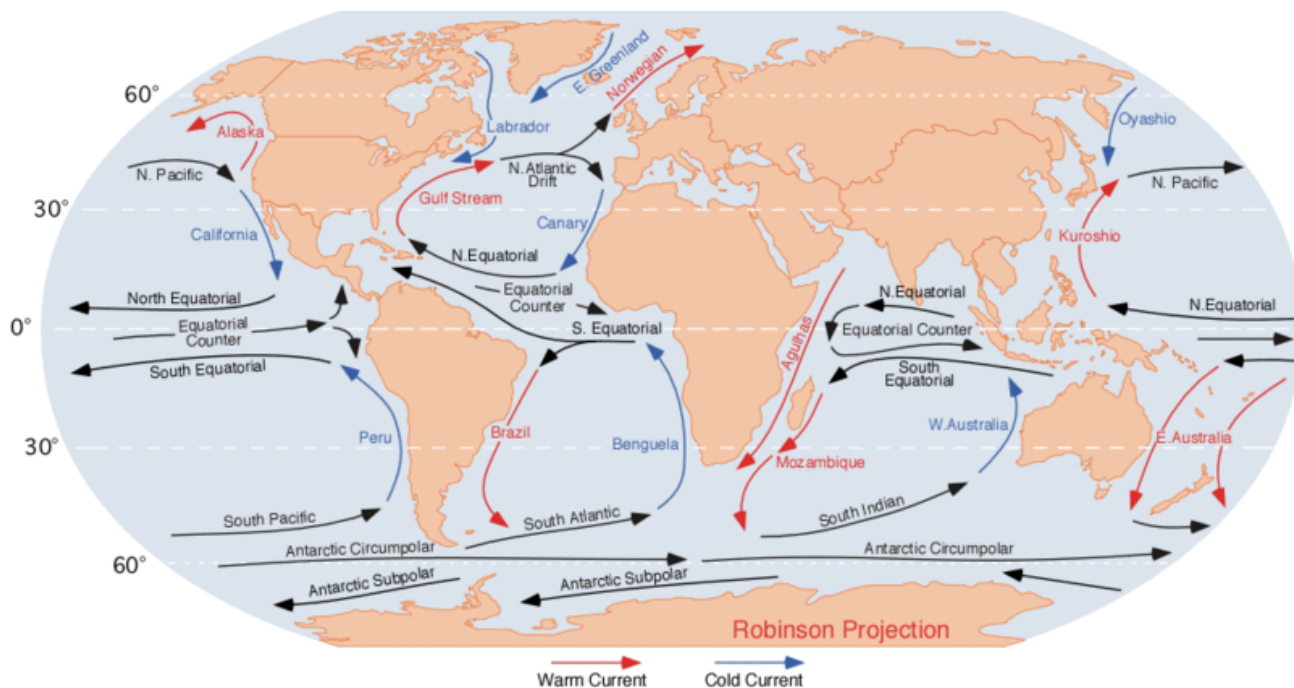 E. Greenland
Norwegian
60°
Alaska
Labrador
Oyashio
N. Pacific
N. Atlantic
Drift
N. Pacific
Gulf Stream
30°
California
Canary
Kuroshio
N.Equatorial
North Equatorial
Equatorial
Counter
N.Equatorial
N.Equatorial
0°
Equatorial
Counter
S. Equatorial
Agulhas
Equatorial Counter
South Equatorial
South
Equatorial
Peru
Brazil
Benguela
W.Australia
E.Australia
30°
Mozambique
South Pacific
South Atlantic
South Indian
Antarctic Circumpolar
Antarctic Circumpolar
60°
Antarctic Subpolar
Antarctic Subpolar
Robinson Projection
Warm Current
Cold Current